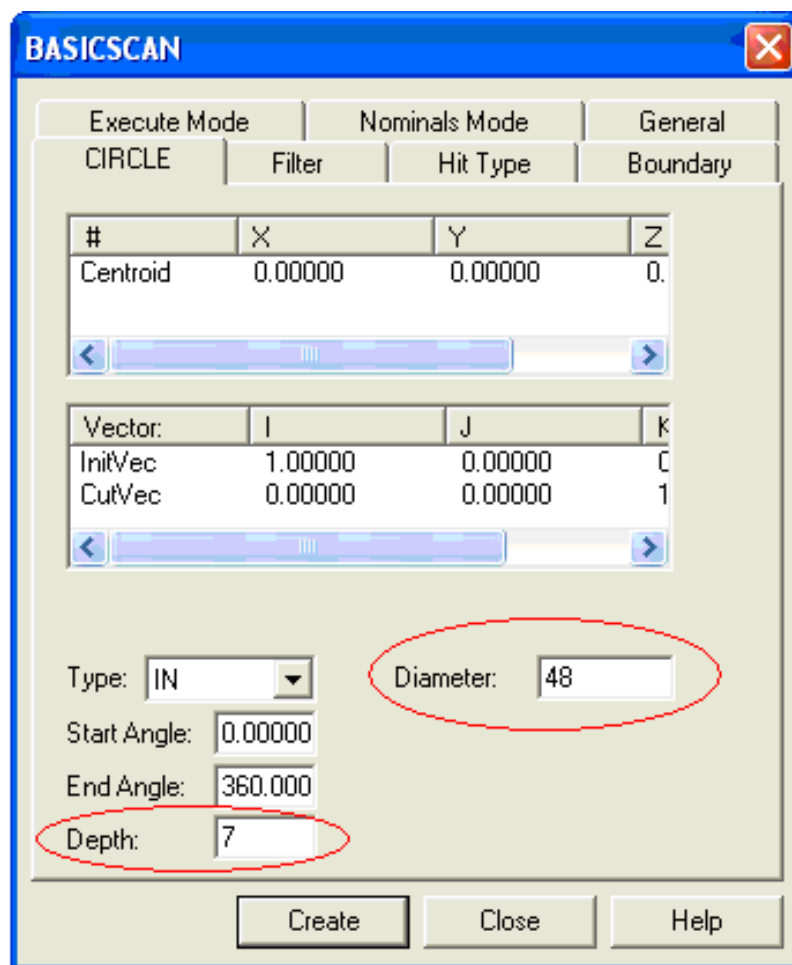 BASICSCAN
Execute Mode Nominals Mode General
CIRCLE Filter Hit Type Boundary
# X Y Z
Centroid 0.00000 0.00000 0.
Vector: I J K
InitVec 1.00000 0.00000
CutVec 0.00000 0.00000 1
Type: IN Diameter: 48
Start Angle: 0.00000
End Angle: 360.000
Depth: 7
Create Close Help